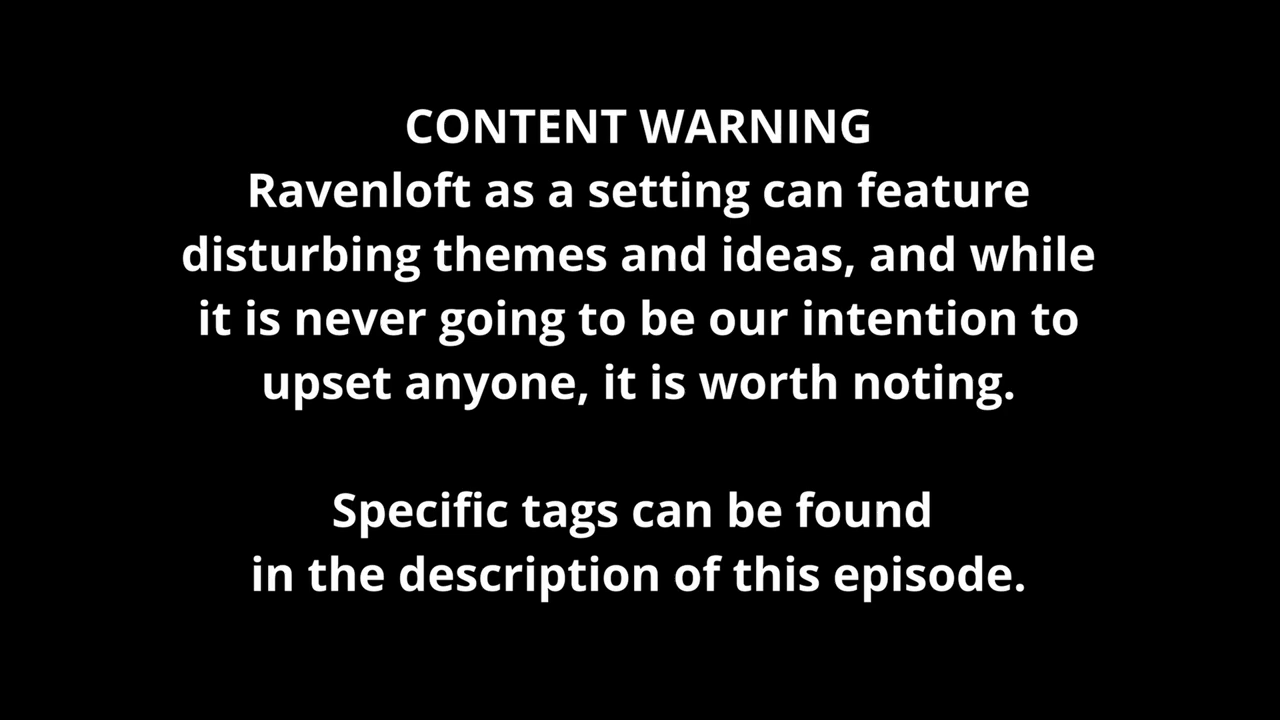 CONTENT WARNING
Ravenloft as a setting can feature
disturbing themes and ideas, and while
it is never going to be our intention to
upset anyone, it is worth noting.
Specific tags can be found
in the description of this episode.